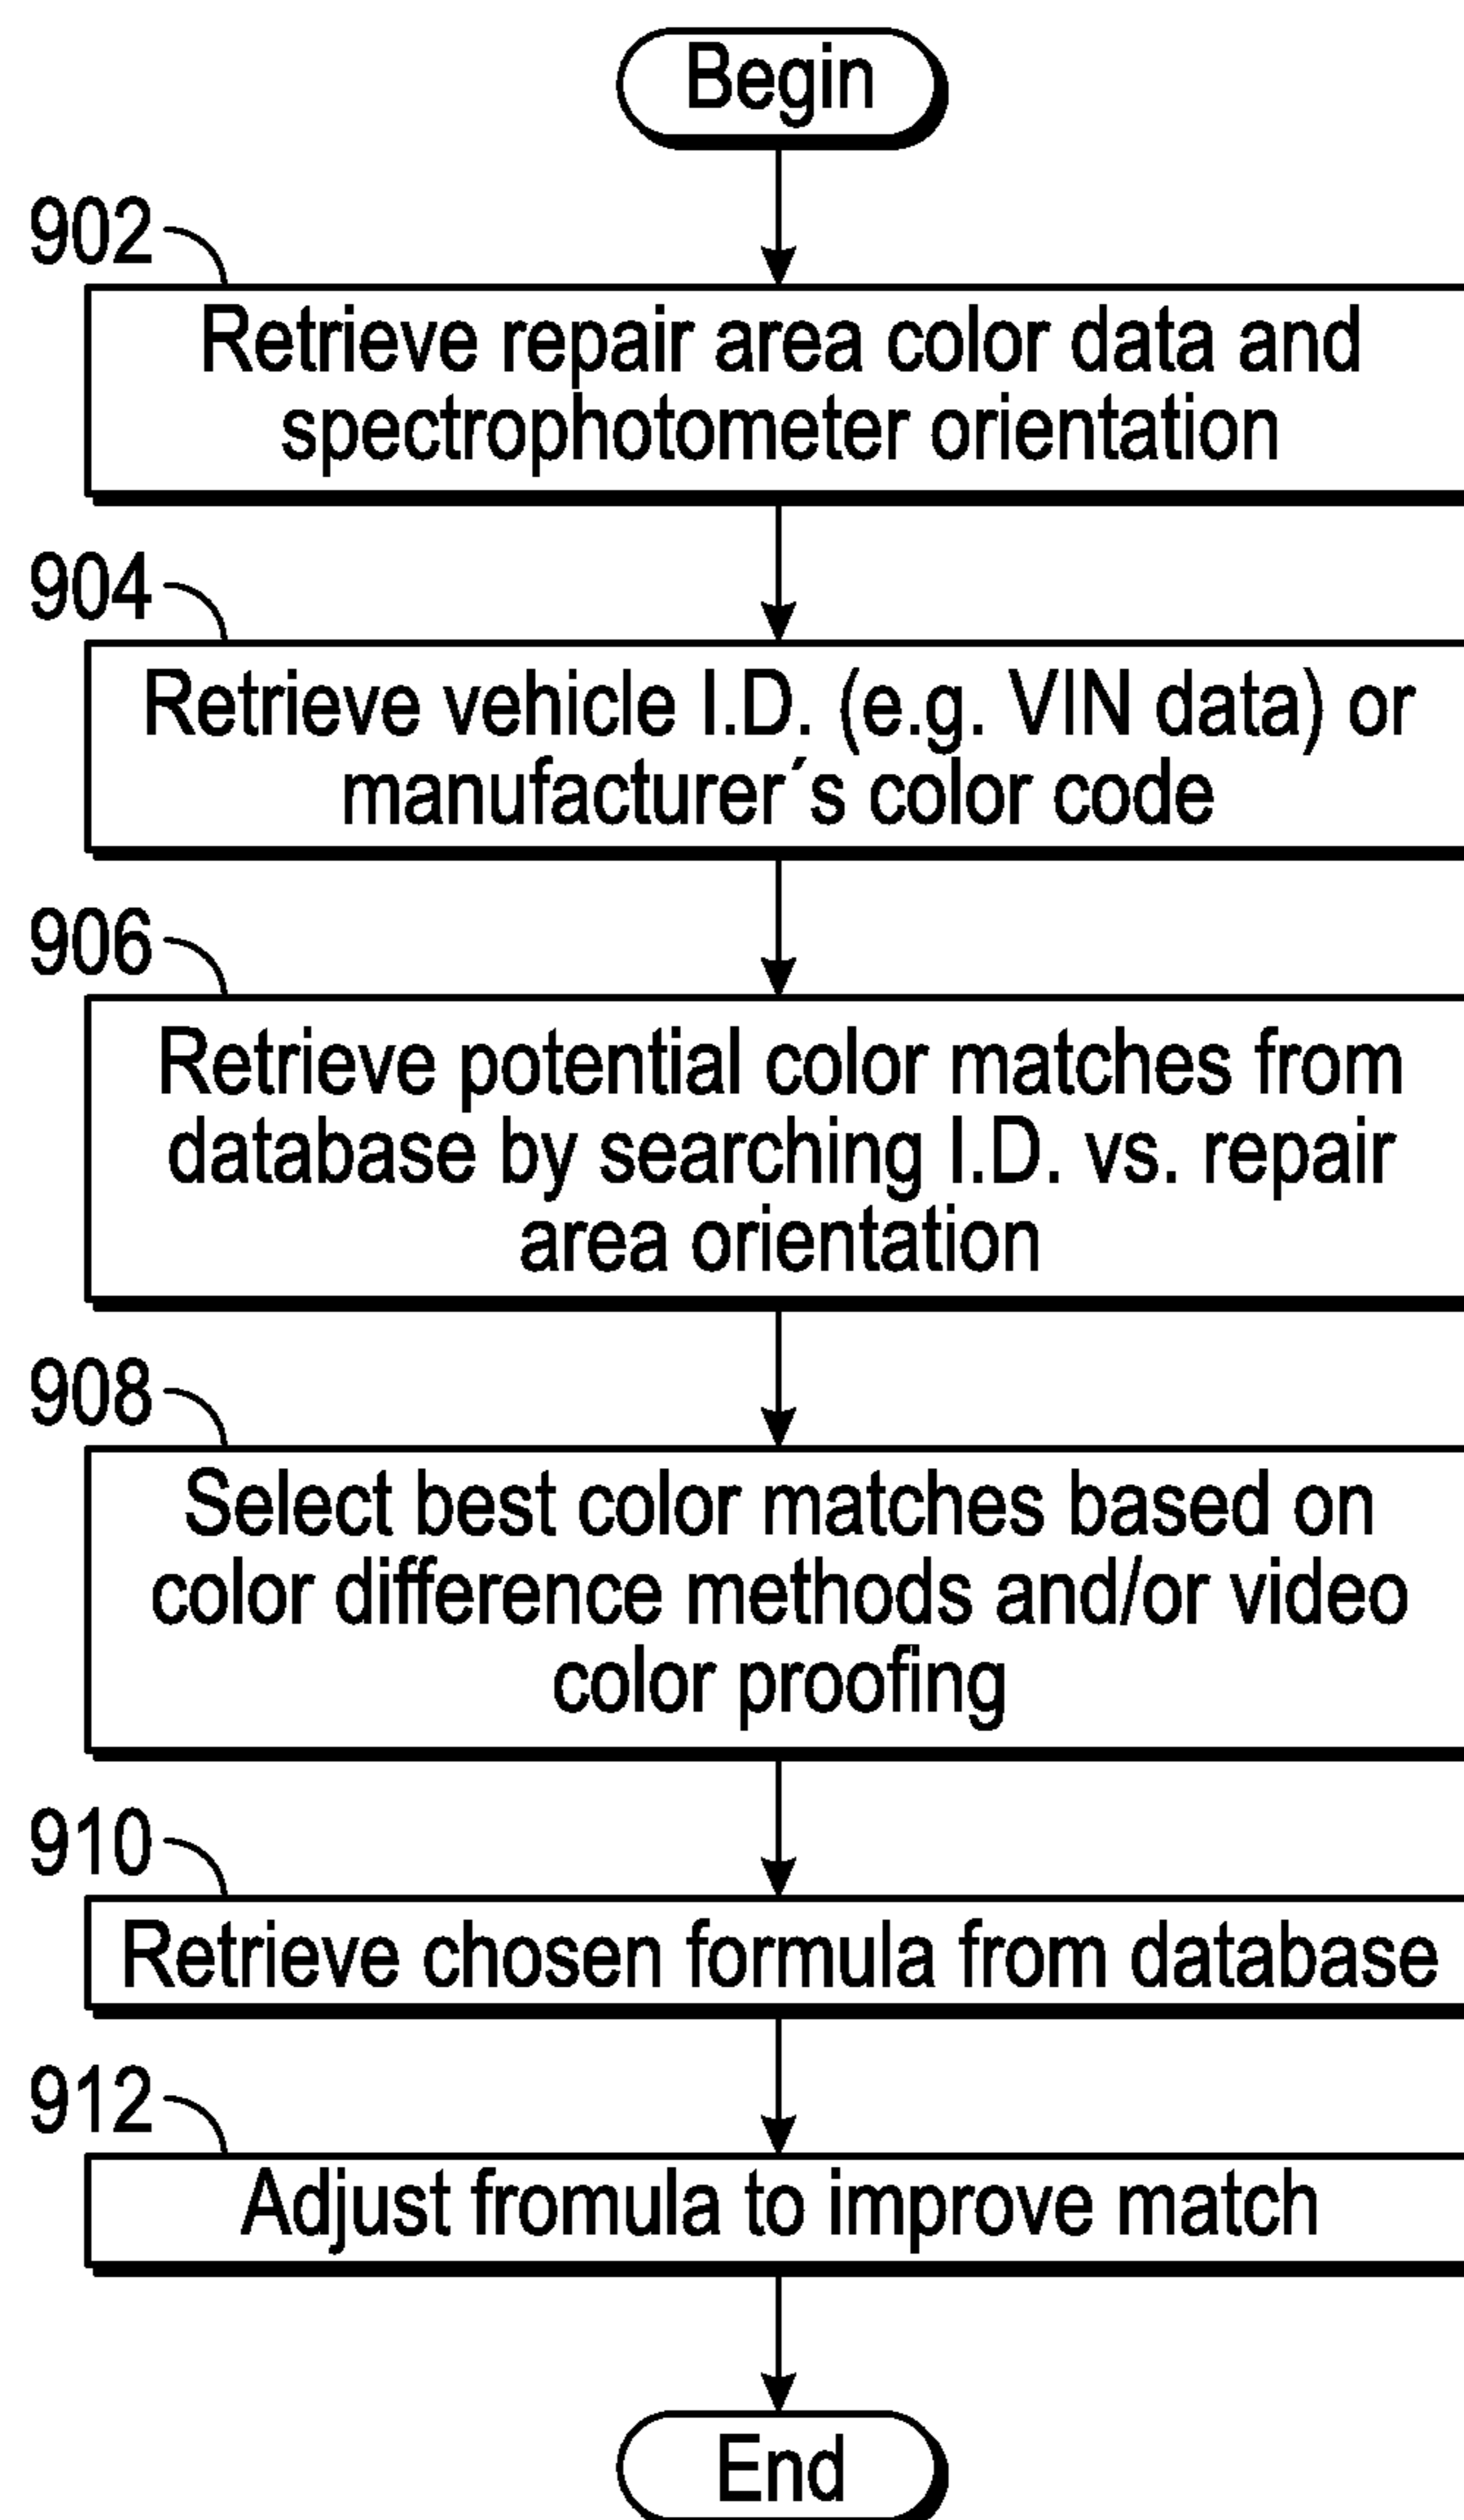 Begin
902
Retrieve repair area color data and
spectrophotometer orientation
904
Retrieve vehicle I.D. (e.g. VIN data) or
manufacturer´s color code
906
Retrieve potential color matches from
database by searching I.D. vs. repair
area orientation
908
Select best color matches based on
color difference methods and/or video
color proofing
910
Retrieve chosen formula from database
912
Adjust fromula to improve match
End